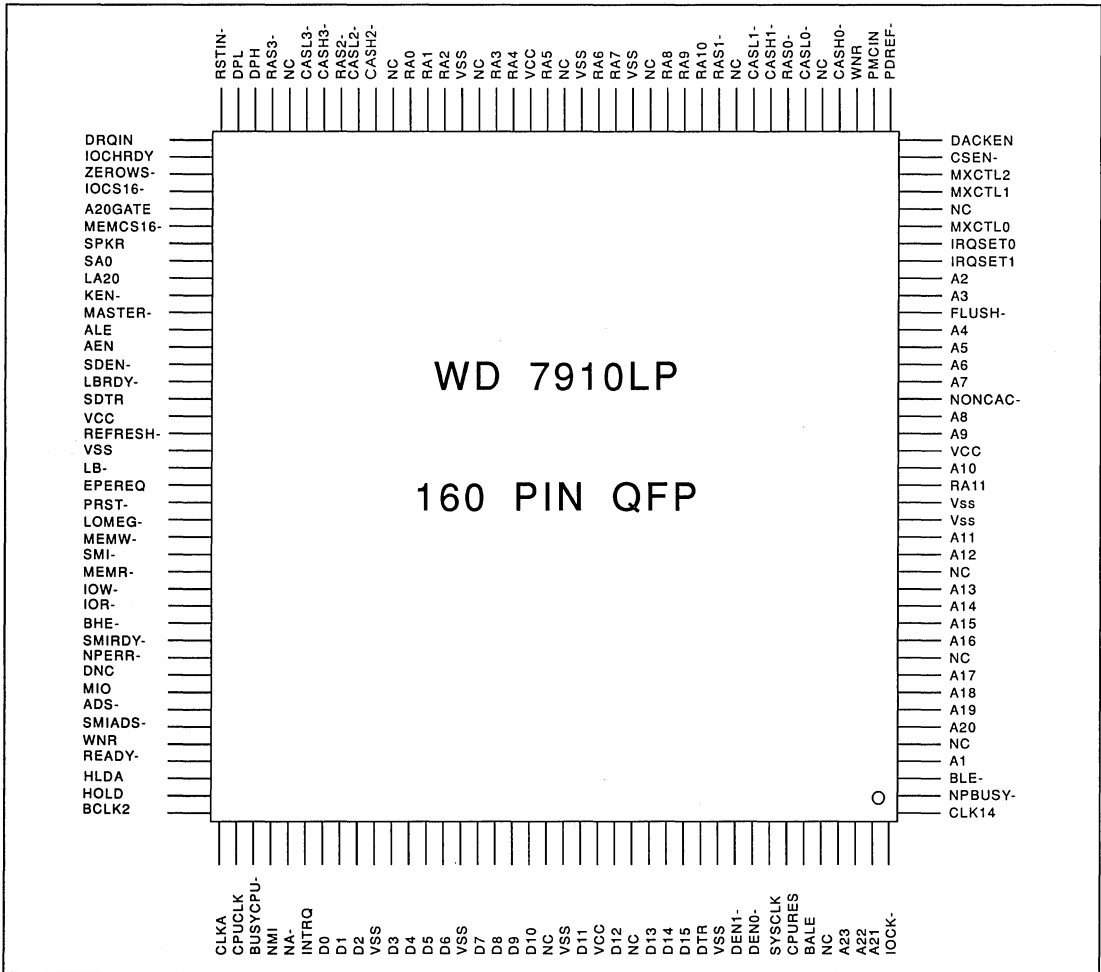 RSTIN-
DPL
DPH
RAS3-
NC
CASL3-
CASH3-
RAS2-
CASL2-
CASH2-
NC
RA0
RA1
RA2
VSS
NC
RA3
RA4
VCC
RA5
NC
VSS
RA6
RA7
VSS
NC
RA8
RA9
RA10
RAS1-
NC
CASL1-
CASH1-
RAS0-
CASL0-
NC
CASH0-
WNR
PMCIN
PDREF-
DRQIN
IOCHRDY
ZEROWS-
IOCS16-
A20GATE
MEMCS16-
SPKR
SA0
LA20
KEN-
MASTER-
ALE
AEN
SDEN-
LBRDY-
SDTR
VCC
REFRESH-
VSS
LB-
EPEREQ
PRST-
LOMEG-
MEMW-
SMI-
MEMR-
IOW-
IOR-
BHE-
SMIRDY-
NPERR-
DNC
MIO
ADS-
SMIADS-
WNR
READY-
HLDA
HOLD
BCLK2
WD 7910LP
160 PIN QFP
DACKEN
CSEN-
MXCTL2
MXCTL1
NC
MXCTL0
IRQSET0
IRQSET1
A2
A3
FLUSH-
A4
A5
A6
A7
NONCAC-
A8
A9
VCC
A10
RA11
Vss
Vss
A11
A12
NC
A13
A14
A15
A16
NC
A17
A18
A19
A20
NC
A1
BLE-
NPBUSY-
CLK14
CLKA
CPUCLK
BUSYCPU-
NMI
NA-
INTRQ
D0
D1
D2
VSS
D3
D4
D5
D6
VSS
D7
D8
D9
D10
NC
VSS
D11
VCC
D12
NC
D13
D14
D15
DTR
VSS
DEN1-
DEN0-
SYSCLK
CPURES
BALE
NC
A23
A22
A21
IOCK-